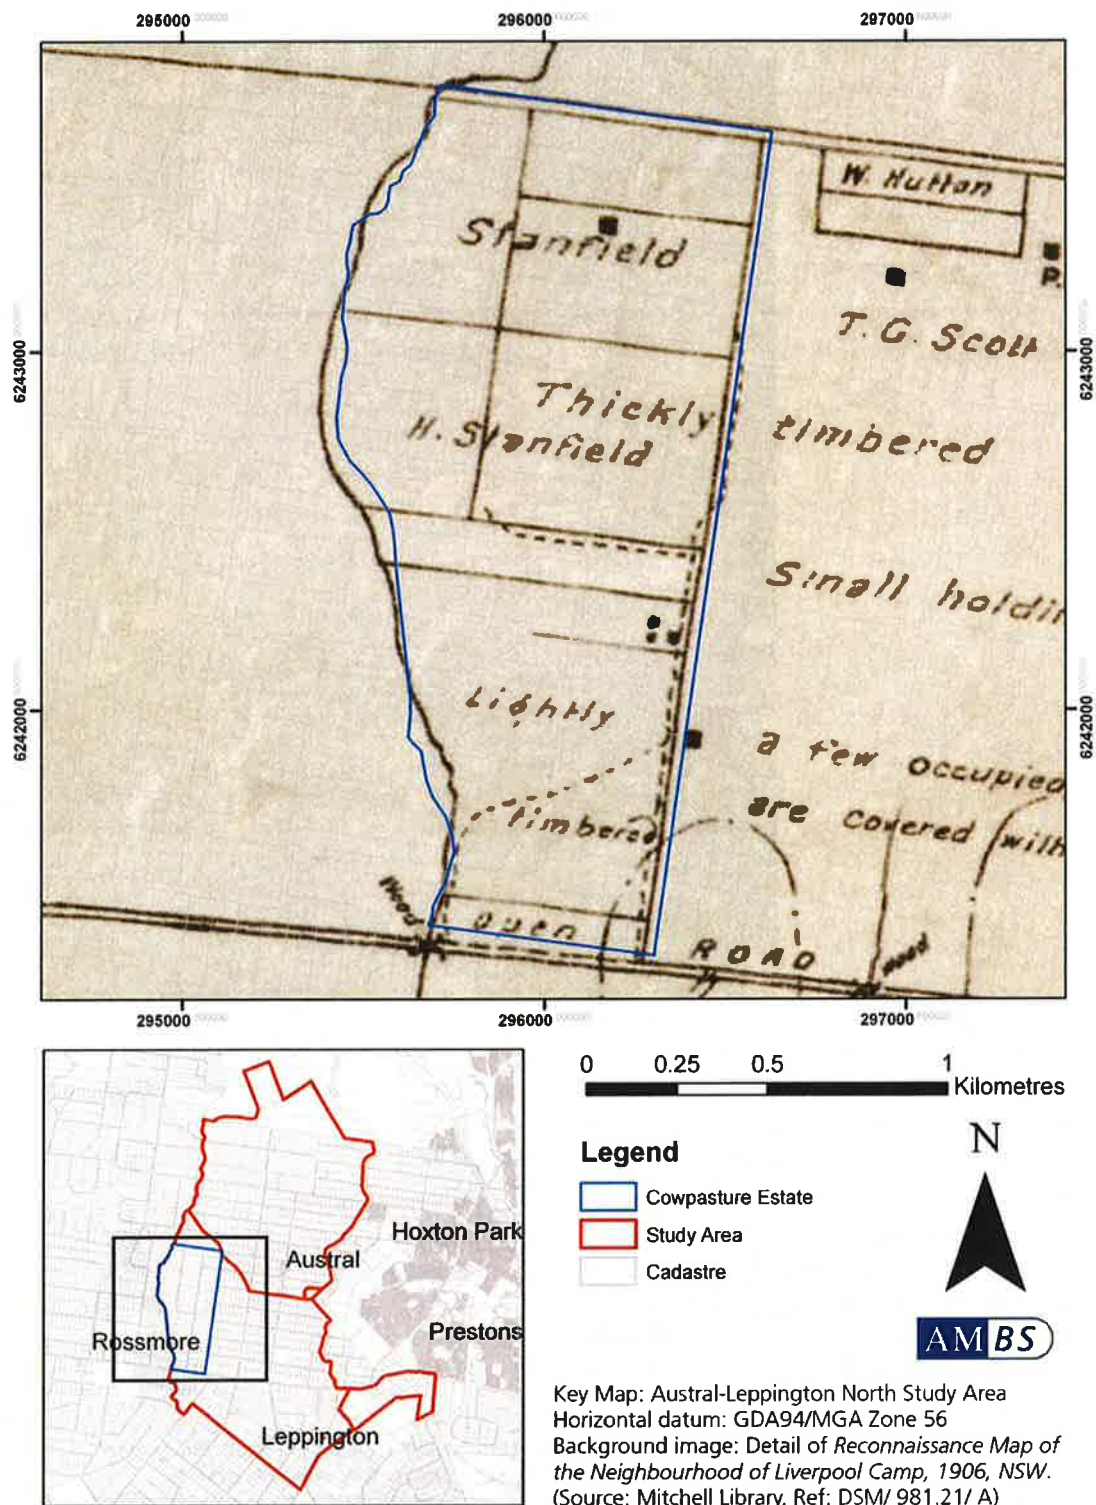 295000 296000 297000
W. Hutton
Stanfield
P.
T. G. Scott
6243000 6243000
Thickly timbered
H. Stanfield
Small holdin
Lightly
6242000 6242000
a few occupied
timbered
are covered with
Wood
Open
ROAD
Wood
295000 296000 297000
0 0.25 0.5 1
Kilometres
N
Legend
Cowpasture Estate
Study Area
Cadastre
Hoxton Park
Austral
Prestons
Rossmore
Leppington
AMBS
Key Map: Austral-Leppington North Study Area
Horizontal datum: GDA94/MGA Zone 56
Background image: Detail of Reconnaissance Map of
the Neighbourhood of Liverpool Camp, 1906, NSW.
(Source: Mitchell Library, Ref: DSM/ 981.21/ A)